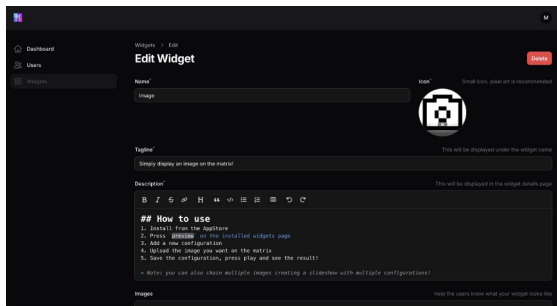 M
Dashboard
Users
Widgets
Widgets > Edit
Edit Widget
Delete
Name*
Image
Icon*
Small icon, pixel art is recommended
Tagline*
This will be displayed under the widget name
Simply display an image on the matrix!
Description*
This will be displayed in the widget details page
## How to use
1. Install from the AppStore
2. Press `preview` on the installed widgets page
3. Add a new configuration
4. Upload the image you want on the matrix
5. Save the configuration, press play and see the result!
> Note: you can also chain multiple images creating a slideshow with multiple configurations!
Images
Help the users know what your widget looks like